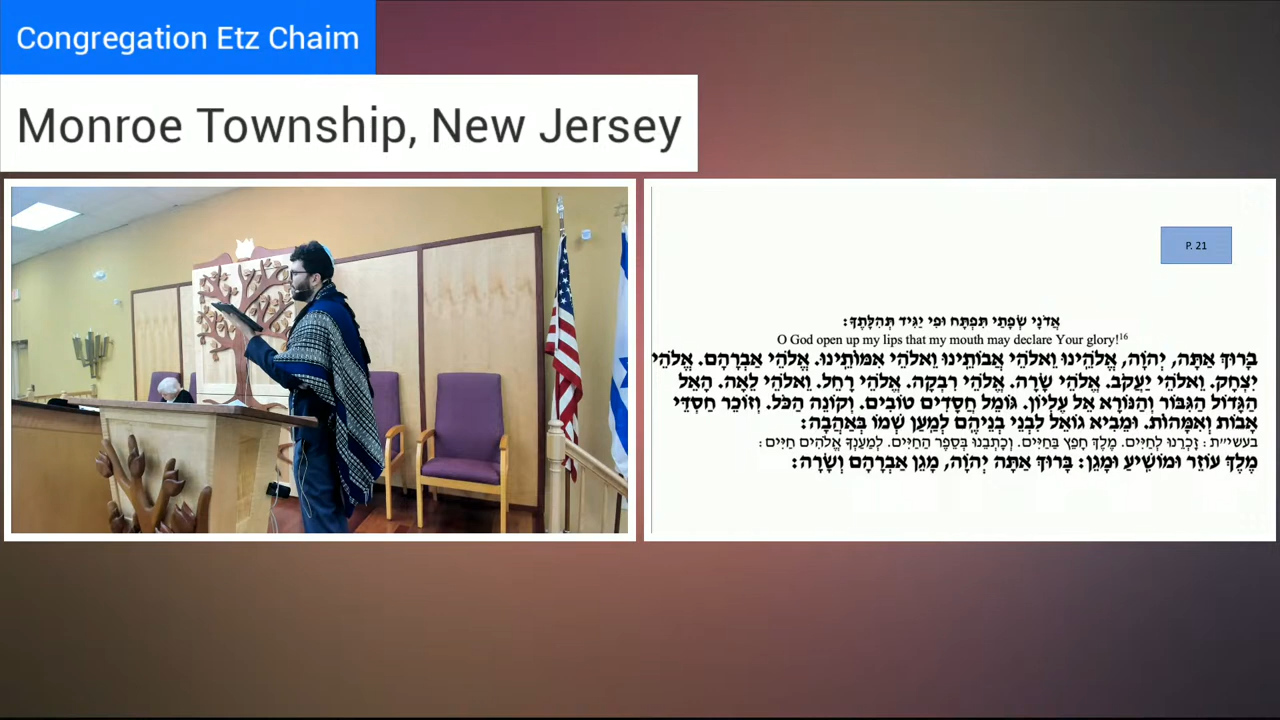 Congregation Etz Chaim
Monroe Township, New Jersey
P. 21
אֲדֹנָי שְׂפָתַי תִּפְתָּח וּפִי יַגִּיד תְּהִלָּתֶךָ:
O God open up my lips that my mouth may declare Your glory!¹⁶
בָּרוּךְ אַתָּה, יְהֹוָה, אֱלֹהֵֽינוּ וֵאלֹהֵי אֲבוֹתֵֽינוּ וֵאלֹהֵי אִמּוֹתֵֽינוּ. אֱלֹהֵי אַבְרָהָם. אֱלֹהֵי
יִצְחָק. וֵאלֹהֵי יַעֲקֹב. אֱלֹהֵי שָׂרָה. אֱלֹהֵי רִבְקָה. אֱלֹהֵי רָחֵל. וֵאלֹהֵי לֵאָה. הָאֵל
הַגָּדוֹל הַגִּבּוֹר וְהַנּוֹרָא אֵל עֶלְיוֹן. גּוֹמֵל חֲסָדִים טוֹבִים. וְקוֹנֵה הַכֹּל. וְזוֹכֵר חַסְדֵי
אָבוֹת וְאִמָּהוֹת. וּמֵבִיא גוֹאֵל לִבְנֵי בְנֵיהֶם לְמַֽעַן שְׁמוֹ בְּאַהֲבָה:
בעשי״ת : זָכְרֵנוּ לְחַיִּים. מֶלֶךְ חָפֵץ בַּחַיִּים. וְכָתְבֵנוּ בְּסֵפֶר הַחַיִּים. לְמַעַנְךָ אֱלֹהִים חַיִּים :
מֶלֶךְ עוֹזֵר וּמוֹשִׁיעַ וּמָגֵן: בָּרוּךְ אַתָּה יְהֹוָה, מָגֵן אַבְרָהָם וְשָׂרָה: